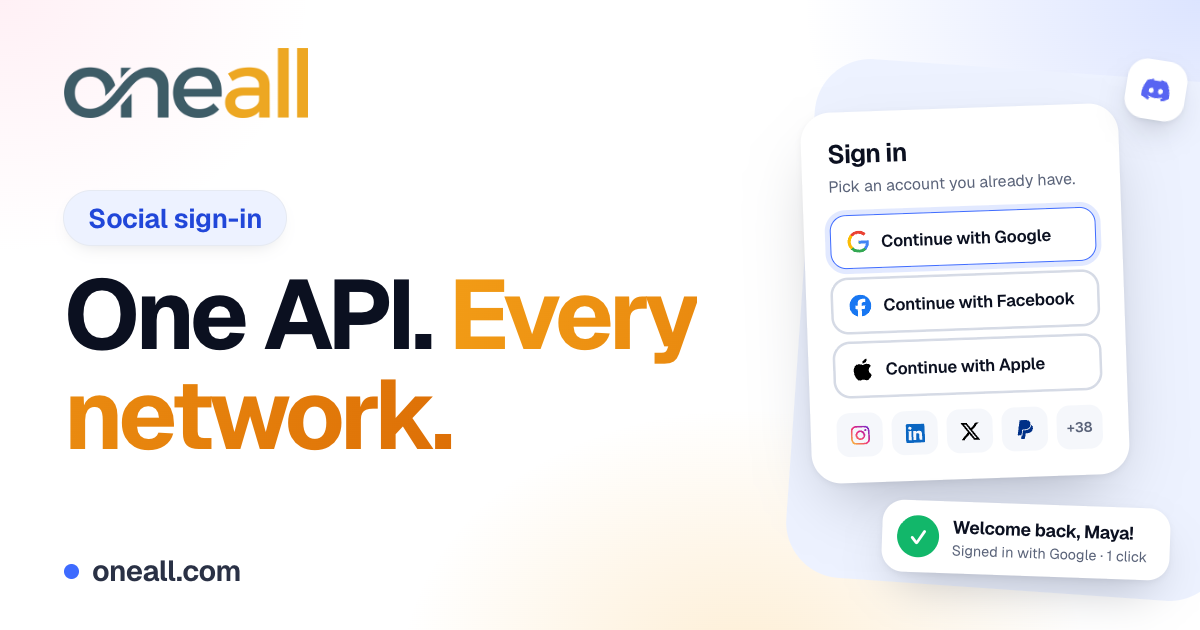 oneall
Social sign-in
One API. Every
network.
oneall.com
Sign in
Pick an account you already have.
Continue with Google
Continue with Facebook
Continue with Apple
+38
Welcome back, Maya!
Signed in with Google · 1 click